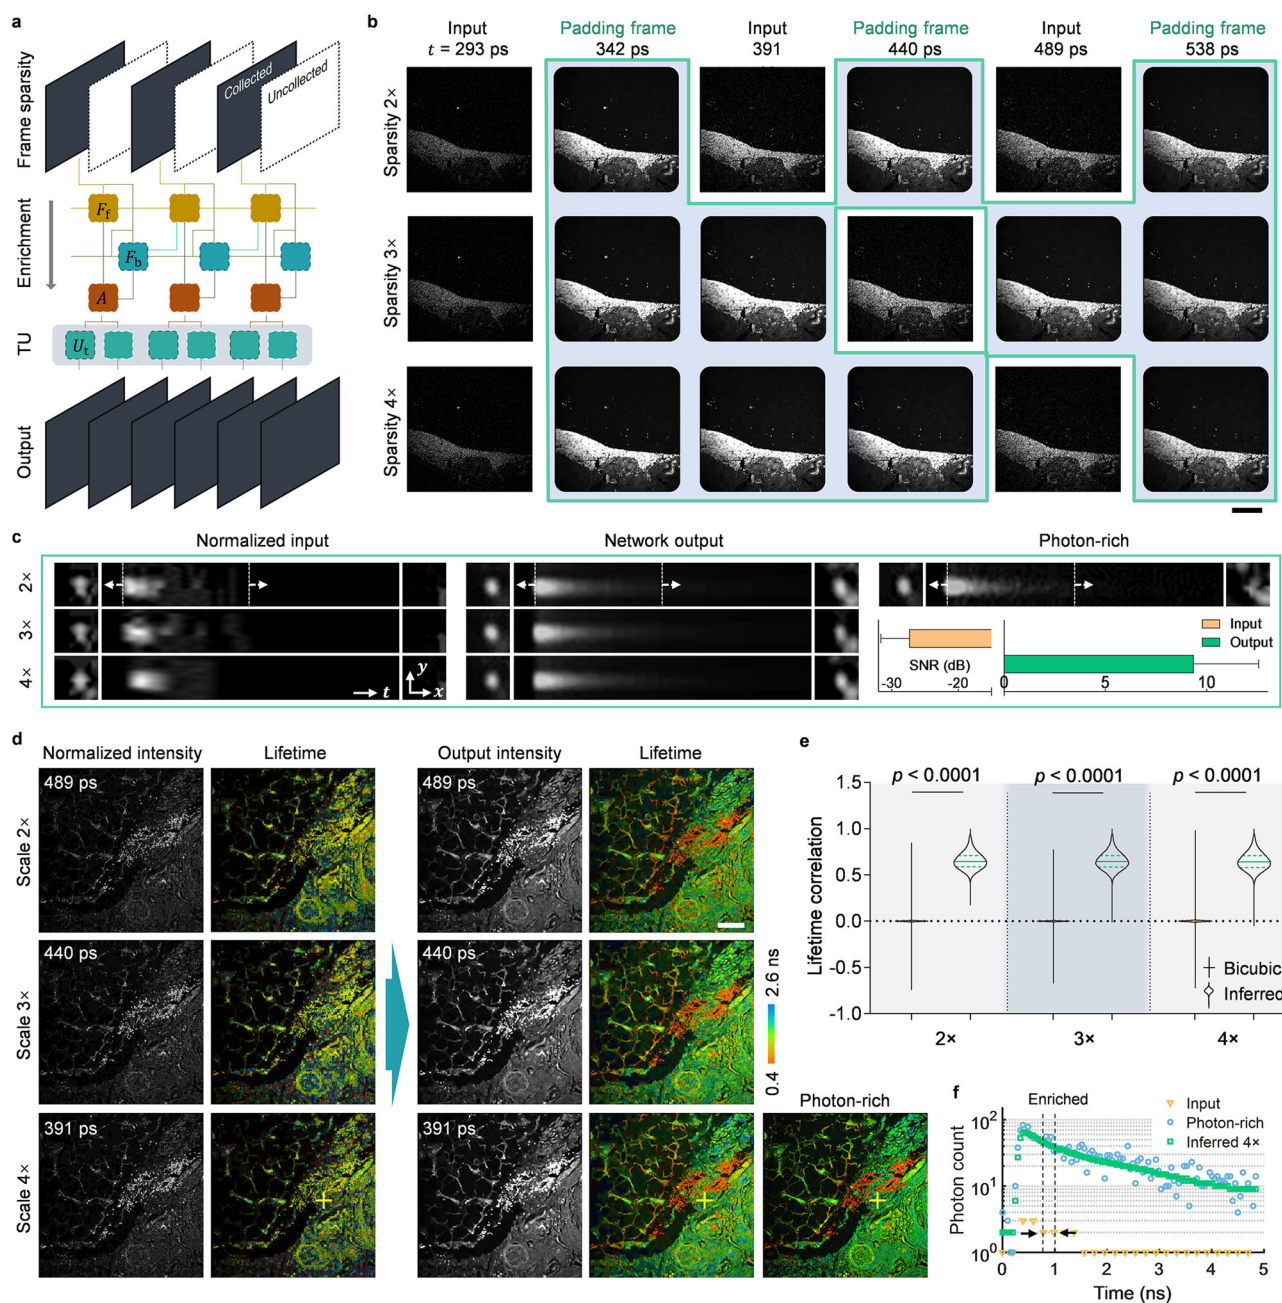 a
Frame sparsity
Collected
Uncollected
Enrichment
F_f
F_b
A
TU
U_t
Output
b
Input Padding frame Input Padding frame Input Padding frame
t = 293 ps 342 ps 391 440 ps 489 ps 538 ps
Sparsity 2×
Sparsity 3×
Sparsity 4×
c
Normalized input Network output Photon-rich
2×
3×
4×
t
y
x
Input
Output
SNR (dB)
-30 -20 0 5 10
d
Normalized intensity Lifetime Output intensity Lifetime
Scale 2×
489 ps 489 ps
Scale 3×
440 ps 440 ps
Scale 4×
391 ps 391 ps
0.4 2.6 ns
Photon-rich
e
p < 0.0001 p < 0.0001 p < 0.0001
Lifetime correlation
1.5
1.0
0.5
0.0
-0.5
-1.0
Bicubic
Inferred
2× 3× 4×
f
Enriched
Input
Photon-rich
Inferred 4×
Photon count
10²
10¹
10⁰
0 1 2 3 4 5
Time (ns)